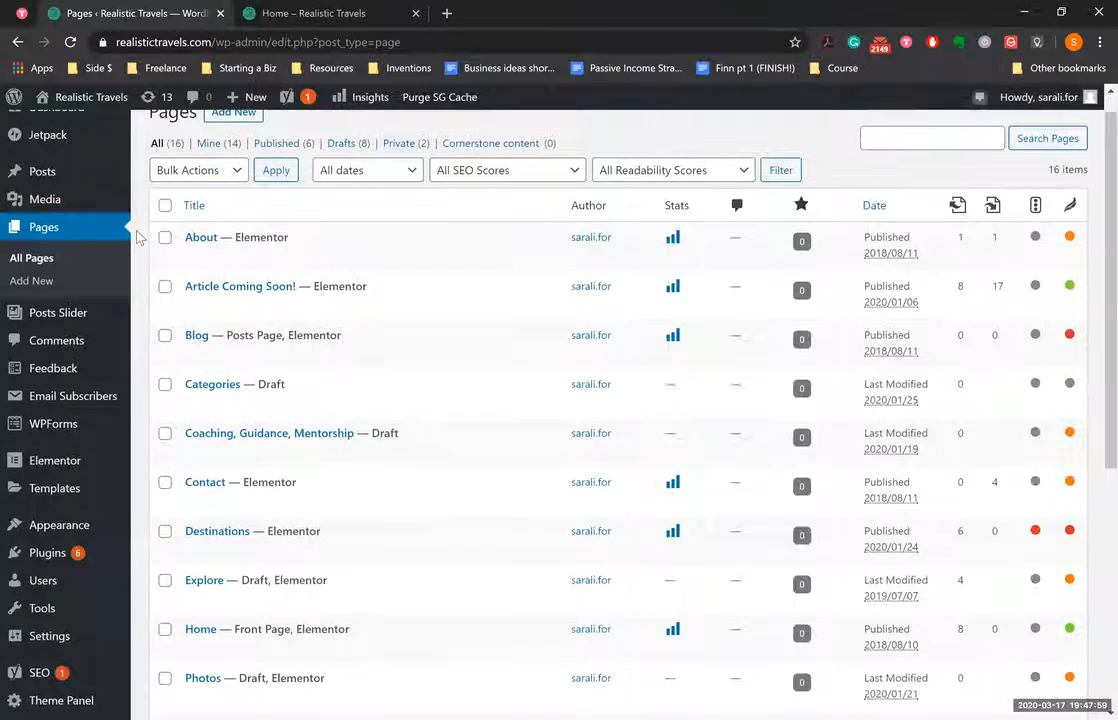 Pages ‹ Realistic Travels — Word
Home – Realistic Travels
realistictravels.com/wp-admin/edit.php?post_type=page
2149
S
Apps
Side $
Freelance
Starting a Biz
Resources
Inventions
Business ideas shor...
Passive Income Stra...
Finn pt 1 (FINISH!)
Course
Other bookmarks
Realistic Travels
13
0
New
1
Insights
Purge SG Cache
Howdy, sarali.for
Dashboard
Jetpack
Posts
Media
Pages
All Pages
Add New
Posts Slider
Comments
Feedback
Email Subscribers
WPForms
Elementor
Templates
Appearance
Plugins 6
Users
Tools
Settings
SEO 1
Theme Panel
Pages Add New
All (16) | Mine (14) | Published (6) | Drafts (8) | Private (2) | Cornerstone content (0)
Search Pages
Bulk Actions Apply All dates All SEO Scores All Readability Scores Filter 16 items
Title Author Stats Date
About — Elementor sarali.for — 0 Published 1 1
2018/08/11
Article Coming Soon! — Elementor sarali.for — 0 Published 8 17
2020/01/06
Blog — Posts Page, Elementor sarali.for — 0 Published 0 0
2018/08/11
Categories — Draft sarali.for — — 0 Last Modified 0
2020/01/25
Coaching, Guidance, Mentorship — Draft sarali.for — — 0 Last Modified 0
2020/01/19
Contact — Elementor sarali.for — 0 Published 0 4
2018/08/11
Destinations — Elementor sarali.for — 0 Published 6 0
2020/01/24
Explore — Draft, Elementor sarali.for — — 0 Last Modified 4
2019/07/07
Home — Front Page, Elementor sarali.for — 0 Published 8 0
2018/08/10
Photos — Draft, Elementor sarali.for — — 0 Last Modified 0
2020/01/21
2020-03-17 19:47:59